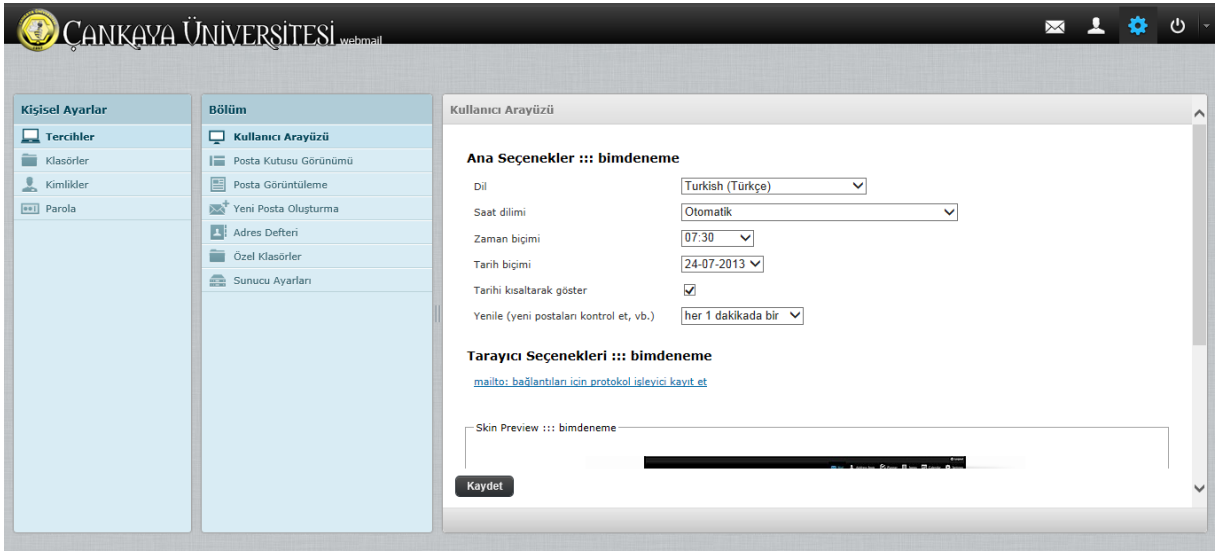 ÇANKAYA ÜNİVERSİTESİ webmail
Kişisel Ayarlar
Tercihler
Klasörler
Kimlikler
Parola
Bölüm
Kullanıcı Arayüzü
Posta Kutusu Görünümü
Posta Görüntüleme
Yeni Posta Oluşturma
Adres Defteri
Özel Klasörler
Sunucu Ayarları
Kullanıcı Arayüzü
Ana Seçenekler ::: bimdeneme
Dil Turkish (Türkçe)
Saat dilimi Otomatik
Zaman biçimi 07:30
Tarih biçimi 24-07-2013
Tarihi kısaltarak göster
Yenile (yeni postaları kontrol et, vb.) her 1 dakikada bir
Tarayıcı Seçenekleri ::: bimdeneme
mailto: bağlantıları için protokol işleyici kayıt et
Skin Preview ::: bimdeneme
Kaydet